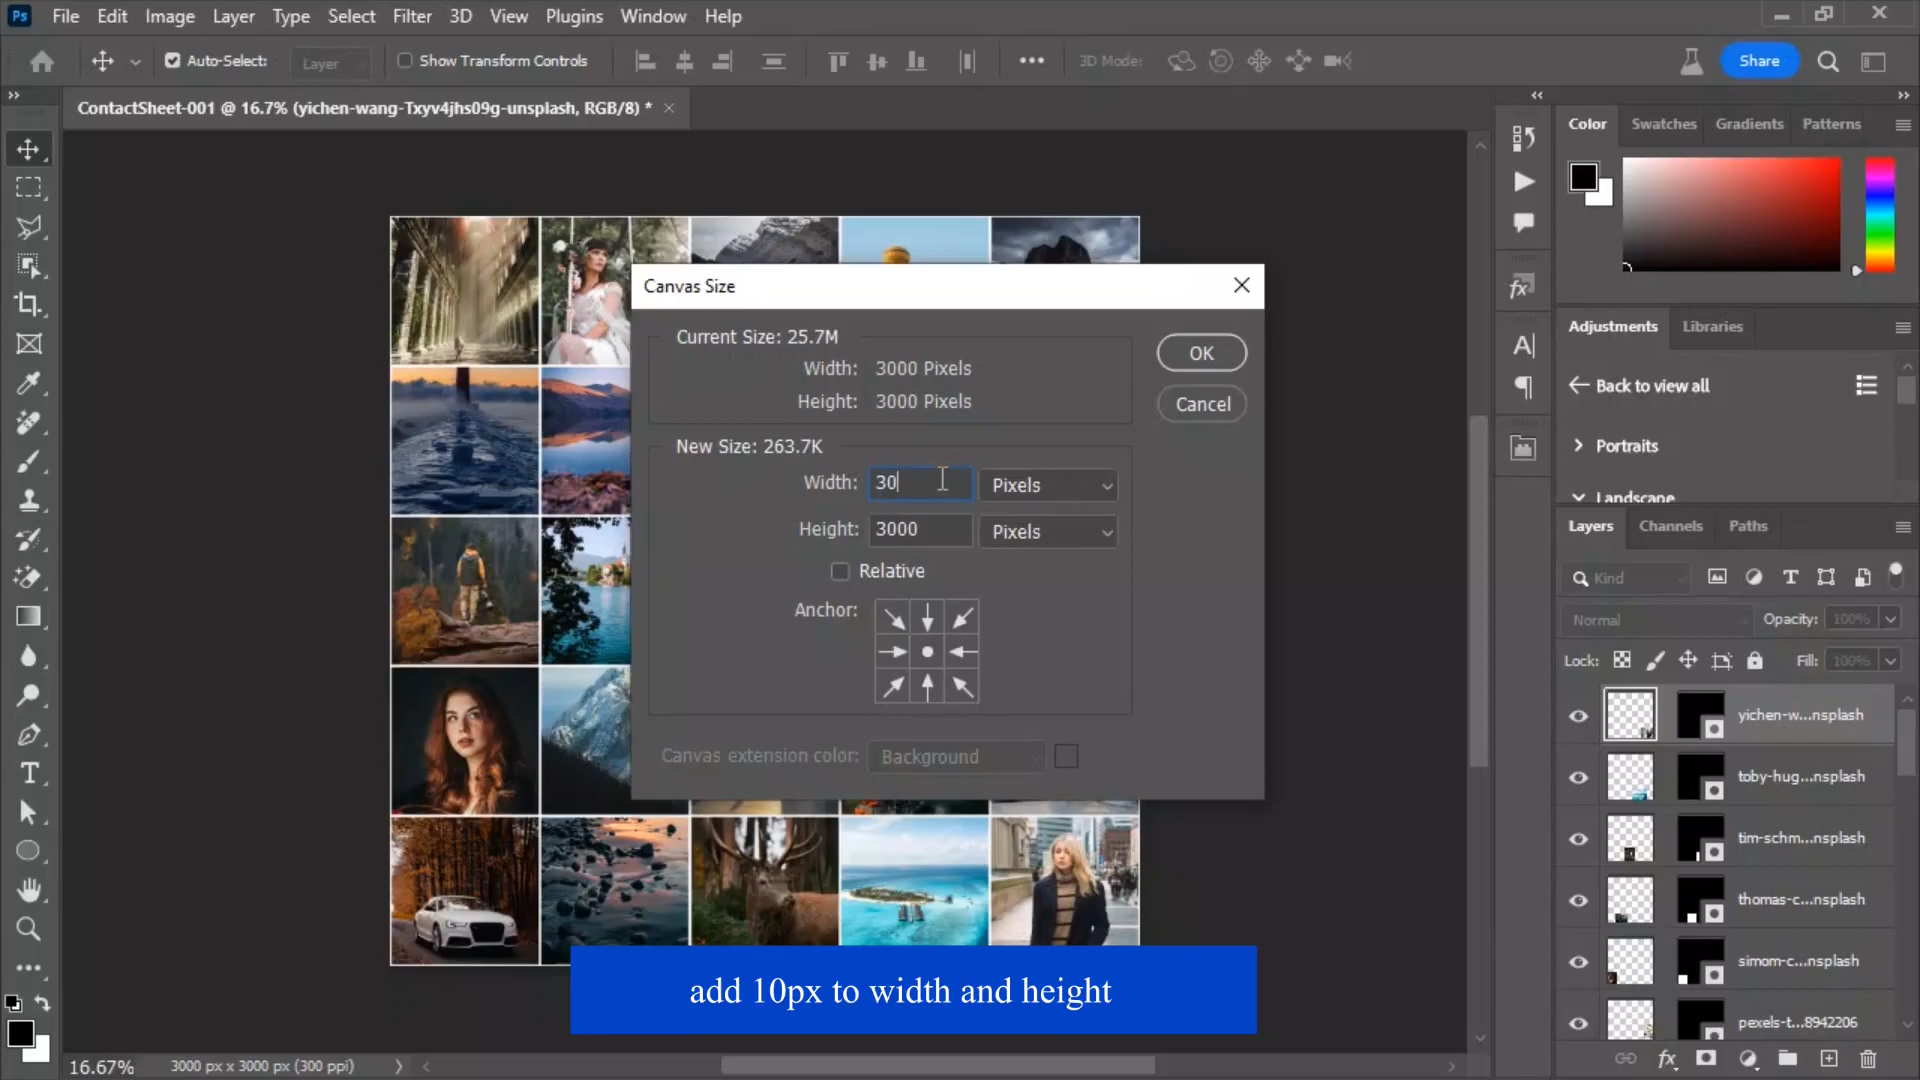 Ps File Edit Image Layer Type Select Filter 3D View Plugins Window Help
Auto-Select: Layer Show Transform Controls 3D Mode: Share
ContactSheet-001 @ 16.7% (yichen-wang-Txyv4jhs09g-unsplash, RGB/8) *
Color Swatches Gradients Patterns
Canvas Size
Current Size: 25.7M
Width: 3000 Pixels
Height: 3000 Pixels
OK
Cancel
New Size: 263.7K
Width: 30 Pixels
Height: 3000 Pixels
Relative
Anchor:
Canvas extension color: Background
Adjustments Libraries
Back to view all
Portraits
Landscape
Layers Channels Paths
Kind
Normal Opacity: 100%
Lock: Fill: 100%
yichen-w...nsplash
toby-hug...nsplash
tim-schm...nsplash
thomas-c...nsplash
simom-c...nsplash
pexels-t...8942206
add 10px to width and height
16.67% 3000 px x 3000 px (300 ppi)